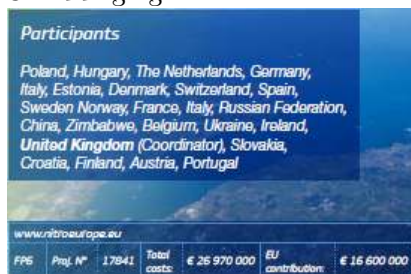 Participants
Poland, Hungary, The Netherlands, Germany,
Italy, Estonia, Denmark, Switzerland, Spain,
Sweden Norway, France, Italy, Russian Federation,
China, Zimbabwe, Belgium, Ukraine, Ireland,
United Kingdom (Coordinator), Slovakia,
Croatia, Finland, Austria, Portugal
www.nitroeurope.eu
FP6 Proj. N° 17841 Total costs: € 26 970 000 EU contribution: € 16 600 000